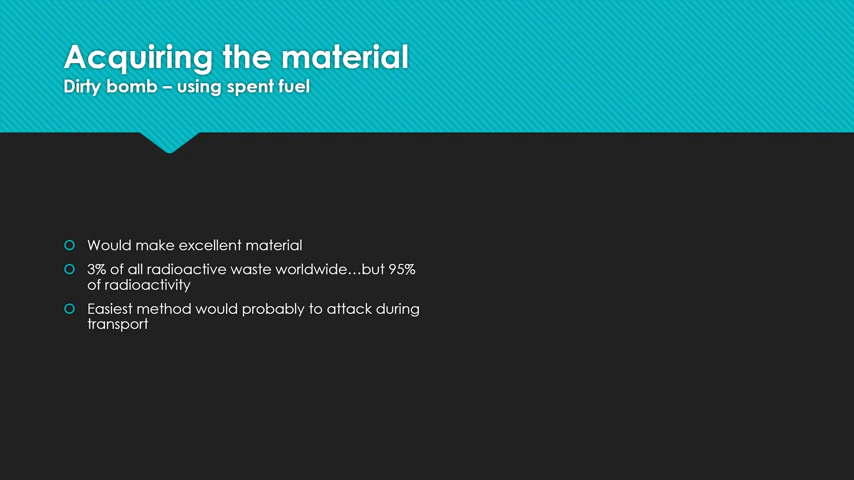 Acquiring the material
Dirty bomb – using spent fuel
Would make excellent material
3% of all radioactive waste worldwide…but 95%
of radioactivity
Easiest method would probably to attack during
transport